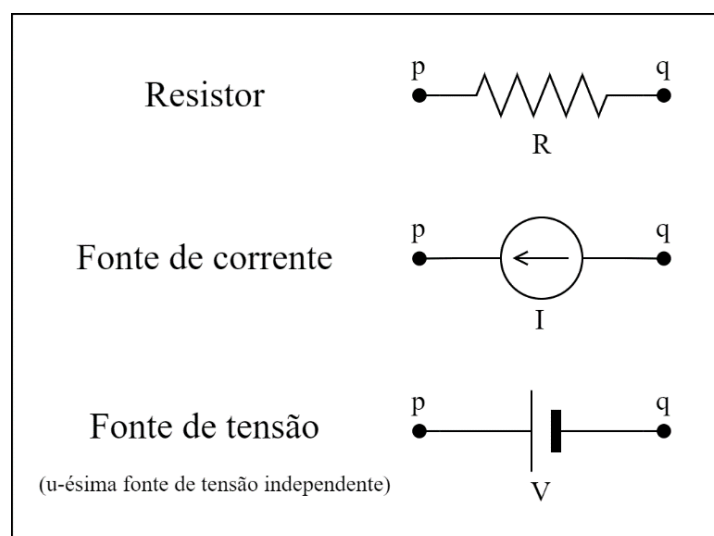 p q
Resistor
R
p q
Fonte de corrente
I
p q
Fonte de tensão
(u-ésima fonte de tensão independente)
V